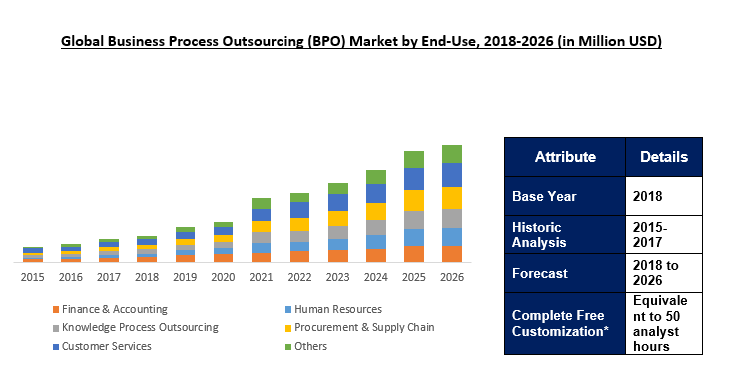 Global Business Process Outsourcing (BPO) Market by End-Use, 2018-2026 (in Million USD)
2015 2016 2017 2018 2019 2020 2021 2022 2023 2024 2025 2026
Finance & Accounting
Human Resources
Knowledge Process Outsourcing
Procurement & Supply Chain
Customer Services
Others
Attribute Details
Base Year 2018
Historic 2015-
Analysis 2017
Forecast 2018 to
2026
Complete Free
Customization*
Equivale
nt to 50
analyst
hours